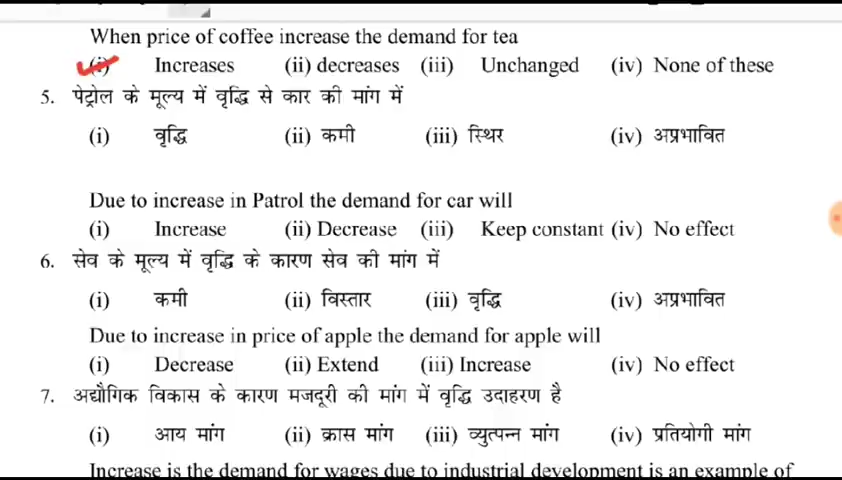 When price of coffee increase the demand for tea
(i) Increases (ii) decreases (iii) Unchanged (iv) None of these
5. पेट्रोल के मूल्य में वृद्धि से कार की मांग में
(i) वृद्धि (ii) कमी (iii) स्थिर (iv) अप्रभावित
Due to increase in Patrol the demand for car will
(i) Increase (ii) Decrease (iii) Keep constant (iv) No effect
6. सेव के मूल्य में वृद्धि के कारण सेव की मांग में
(i) कमी (ii) विस्तार (iii) वृद्धि (iv) अप्रभावित
Due to increase in price of apple the demand for apple will
(i) Decrease (ii) Extend (iii) Increase (iv) No effect
7. अद्यौगिक विकास के कारण मजदूरी की मांग में वृद्धि उदाहरण है
(i) आय मांग (ii) क्रास मांग (iii) व्युत्पन्न मांग (iv) प्रतियोगी मांग
Increase is the demand for wages due to industrial development is an example of